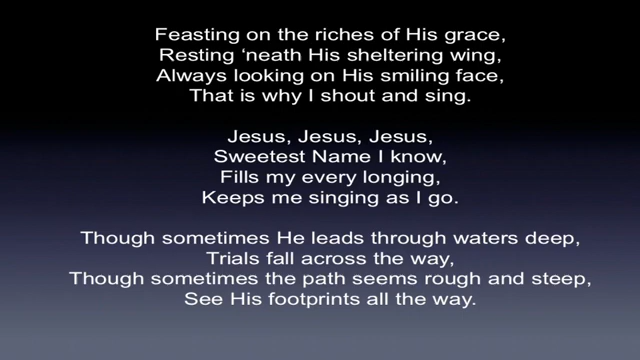 Feasting on the riches of His grace,
Resting ‘neath His sheltering wing,
Always looking on His smiling face,
That is why I shout and sing.
Jesus, Jesus, Jesus,
Sweetest Name I know,
Fills my every longing,
Keeps me singing as I go.
Though sometimes He leads through waters deep,
Trials fall across the way,
Though sometimes the path seems rough and steep,
See His footprints all the way.